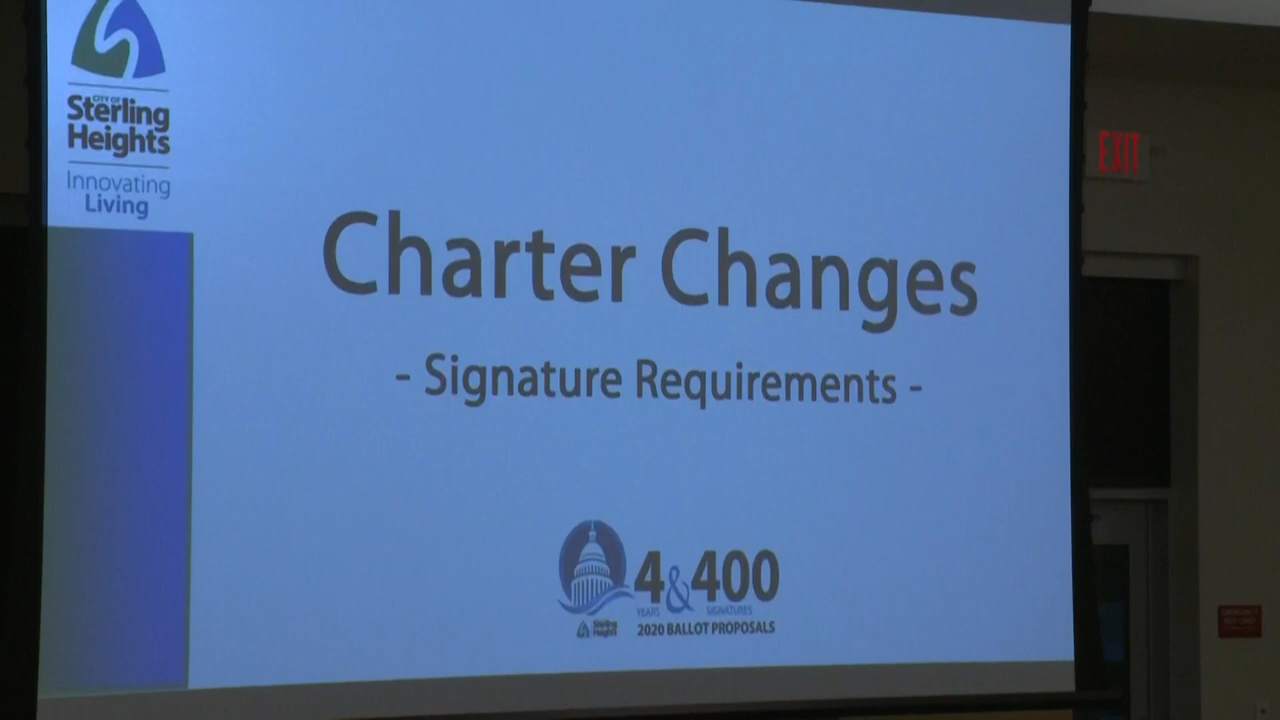 CITY OF
Sterling
Heights
Innovating
Living
EXIT
Charter Changes
- Signature Requirements -
4&400
YEARS SIGNATURES
Sterling
Heights
2020 BALLOT PROPOSALS